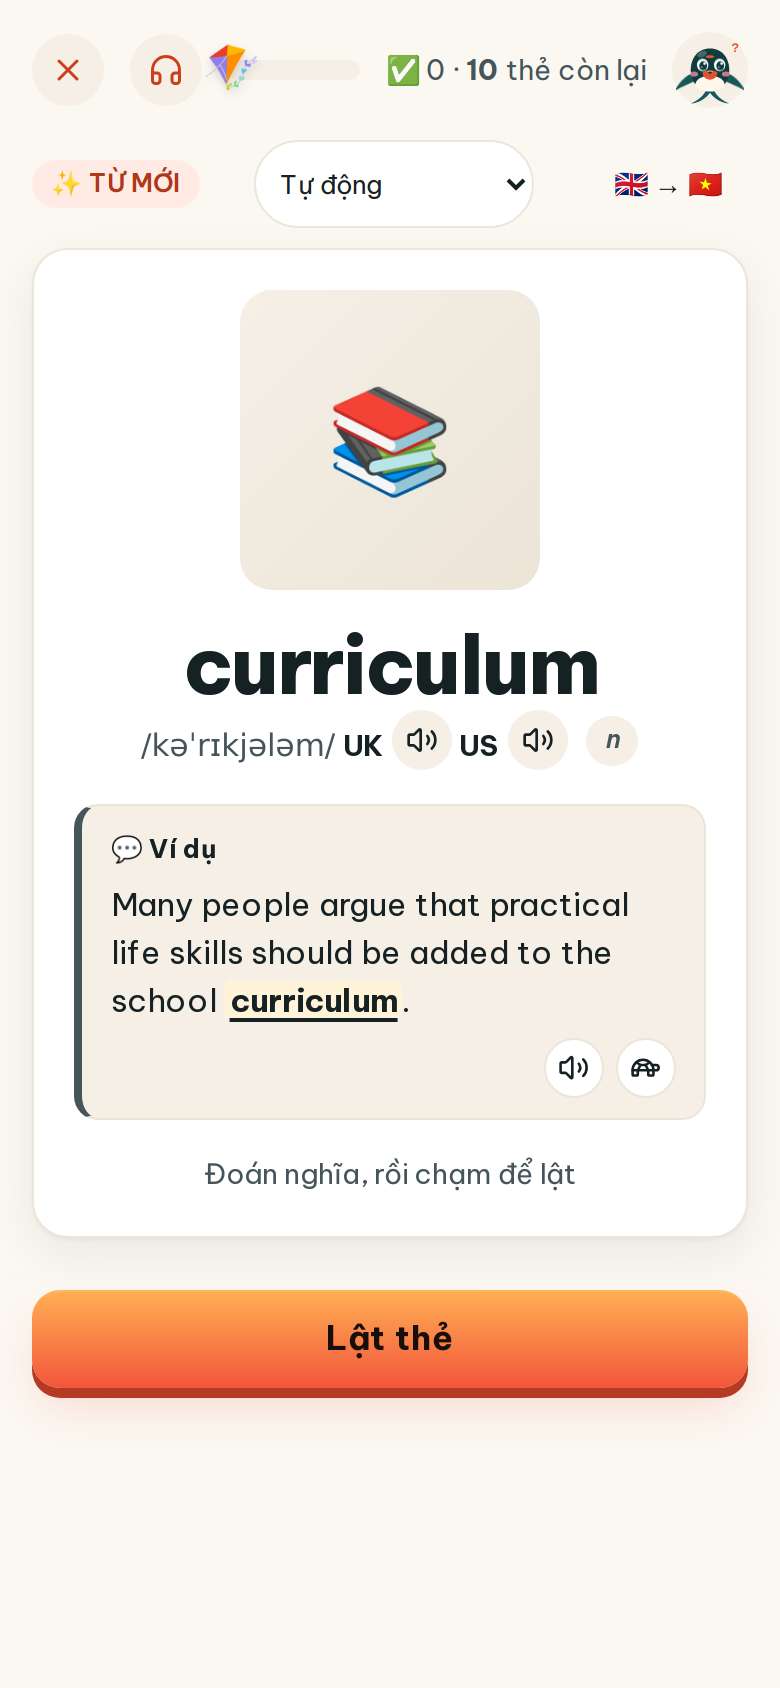 ✅ 0 · 10 thẻ còn lại
?
✨ TỪ MỚI
Tự động
🇬🇧 → 🇻🇳
curriculum
/kəˈrɪkjələm/ UK US n
💬 Ví dụ
Many people argue that practical
life skills should be added to the
school curriculum.
Đoán nghĩa, rồi chạm để lật
Lật thẻ